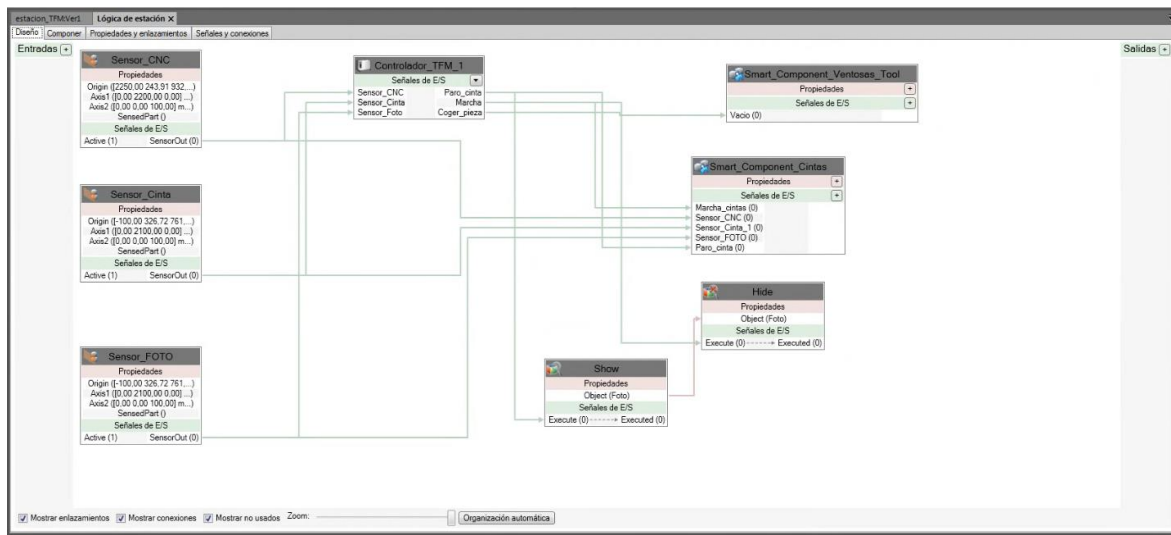 estacion_TFM:Ver1 Lógica de estación X
Diseño Componer Propiedades y enlazamientos Señales y conexiones
Entradas +
Salidas +
Sensor_CNC
Propiedades
Origin ([2250,00 243,91 932,...)
Axis1 ([0,00 2200,00 0,00] ...)
Axis2 ([0,00 0,00 100,00] m...)
SensedPart ()
Señales de E/S
Active (1) SensorOut (0)
Sensor_Cinta
Propiedades
Origin ([-100,00 326,72 761,...)
Axis1 ([0,00 2100,00 0,00] ...)
Axis2 ([0,00 0,00 100,00] m...)
SensedPart ()
Señales de E/S
Active (1) SensorOut (0)
Sensor_FOTO
Propiedades
Origin ([-100,00 326,72 761,...)
Axis1 ([0,00 2100,00 0,00] ...)
Axis2 ([0,00 0,00 100,00] m...)
SensedPart ()
Señales de E/S
Active (1) SensorOut (0)
Controlador_TFM_1
Señales de E/S
Sensor_CNC Paro_cinta
Sensor_Cinta Marcha
Sensor_Foto Coger_pieza
Smart_Component_Ventosas_Tool
Propiedades +
Señales de E/S +
Vacio (0)
Smart_Component_Cintas
Propiedades +
Señales de E/S +
Marcha_cintas (0)
Sensor_CNC (0)
Sensor_Cinta_1 (0)
Sensor_FOTO (0)
Paro_cinta (0)
Hide
Propiedades
Object (Foto)
Señales de E/S
Execute (0) Executed (0)
Show
Propiedades
Object (Foto)
Señales de E/S
Execute (0) Executed (0)
Mostrar enlazamientos Mostrar conexiones Mostrar no usados Zoom: Organización automática